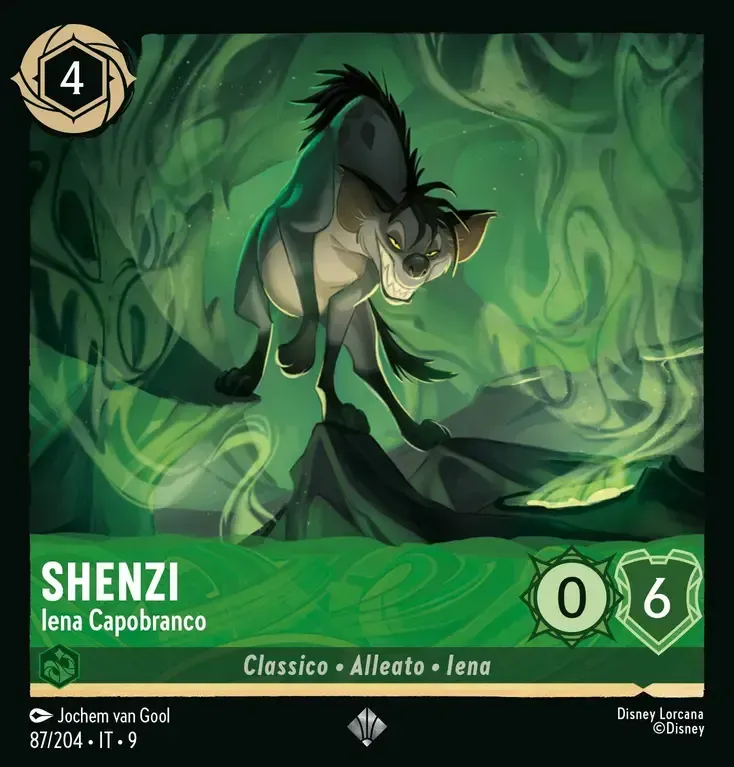 4
SHENZI
Iena Capobranco
0
6
Classico • Alleato • Iena
Jochem van Gool
87/204 • IT • 9
Disney Lorcana
©Disney